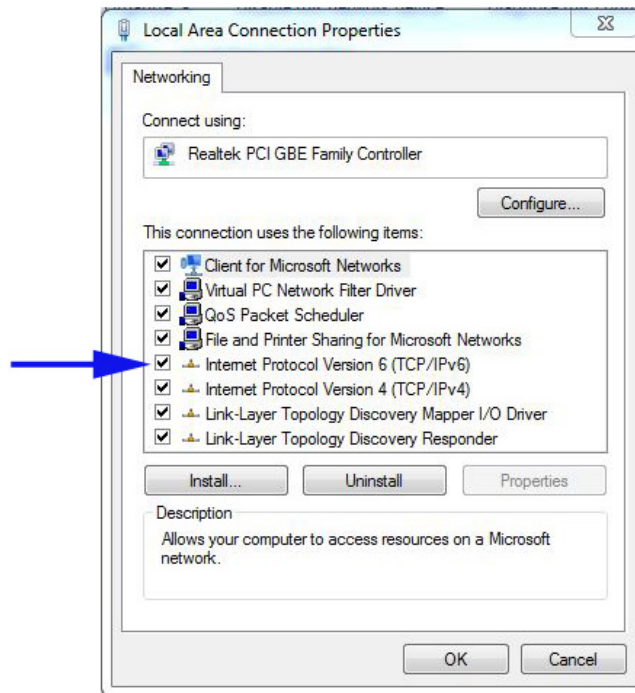 Local Area Connection Properties
Networking
Connect using:
Realtek PCI GBE Family Controller
Configure...
This connection uses the following items:
Client for Microsoft Networks
Virtual PC Network Filter Driver
QoS Packet Scheduler
File and Printer Sharing for Microsoft Networks
Internet Protocol Version 6 (TCP/IPv6)
Internet Protocol Version 4 (TCP/IPv4)
Link-Layer Topology Discovery Mapper I/O Driver
Link-Layer Topology Discovery Responder
Install... Uninstall Properties
Description
Allows your computer to access resources on a Microsoft
network.
OK Cancel